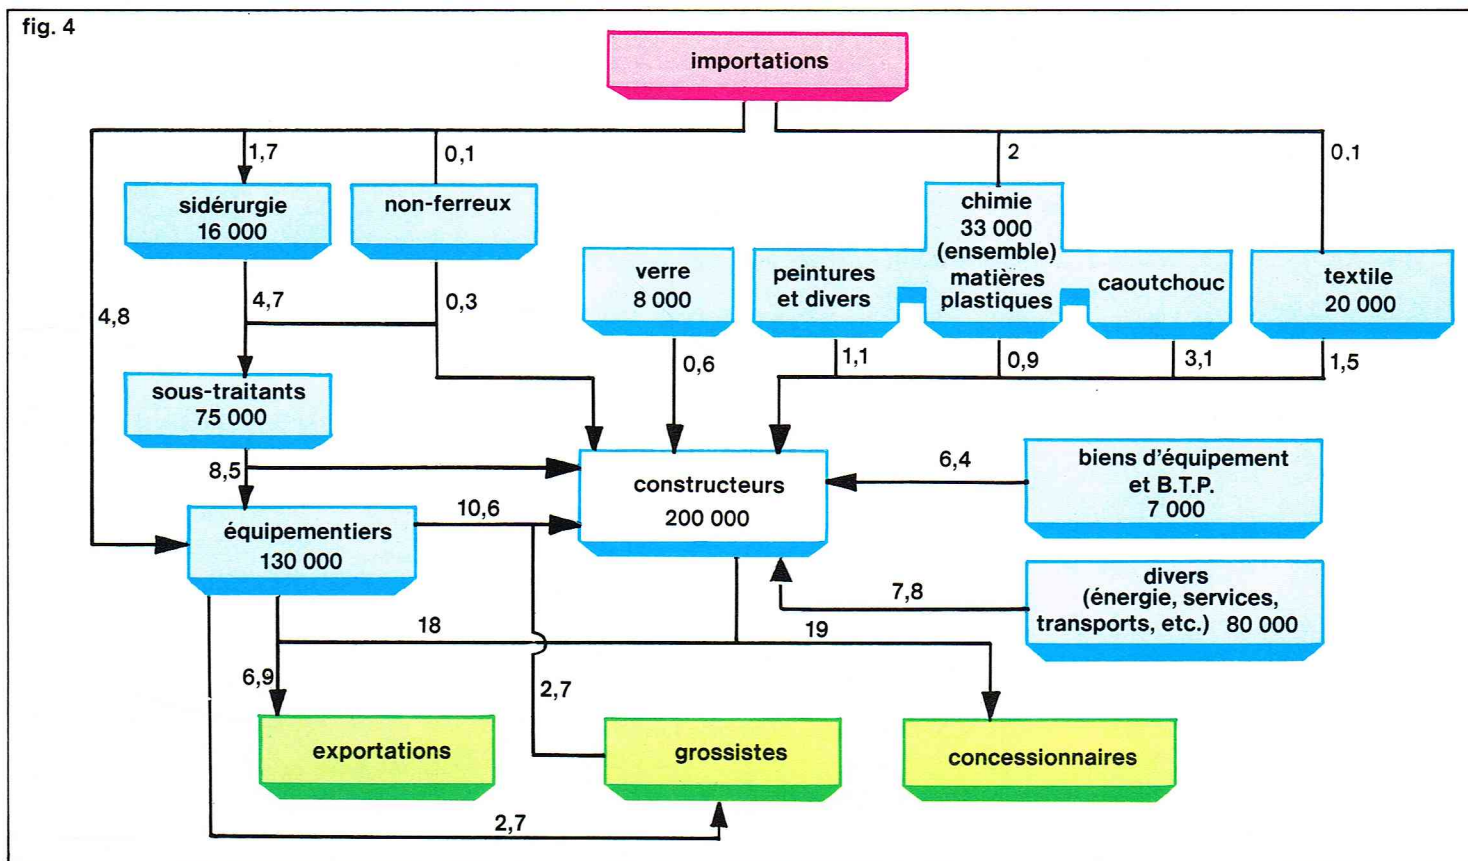 fig. 4
importations
1,7
0,1
2
0,1
sidérurgie
16 000
non-ferreux
chimie
33 000
(ensemble)
matières
plastiques
verre
8 000
peintures
et divers
caoutchouc
textile
20 000
4,8
4,7
0,3
0,6
1,1
0,9
3,1
1,5
sous-traitants
75 000
8,5
constructeurs
200 000
6,4
biens d'équipement
et B.T.P.
7 000
équipementiers
130 000
10,6
7,8
divers
(énergie, services,
transports, etc.) 80 000
18
19
6,9
2,7
exportations
grossistes
concessionnaires
2,7